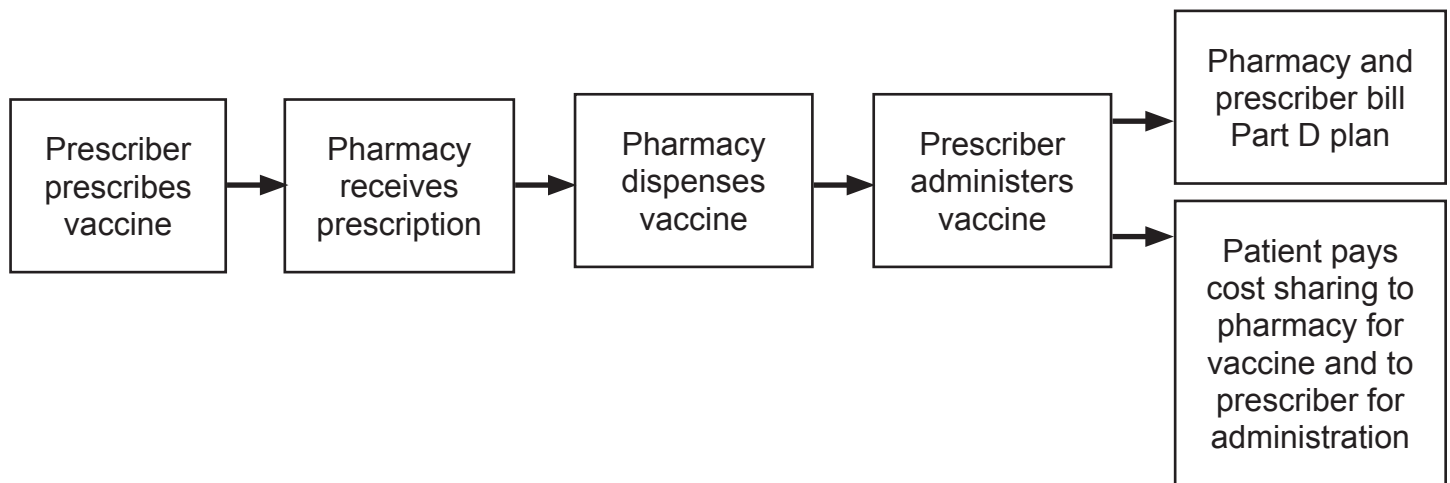 Prescriber
prescribes
vaccine
Pharmacy
receives
prescription
Pharmacy
dispenses
vaccine
Prescriber
administers
vaccine
Pharmacy and
prescriber bill
Part D plan
Patient pays
cost sharing to
pharmacy for
vaccine and to
prescriber for
administration